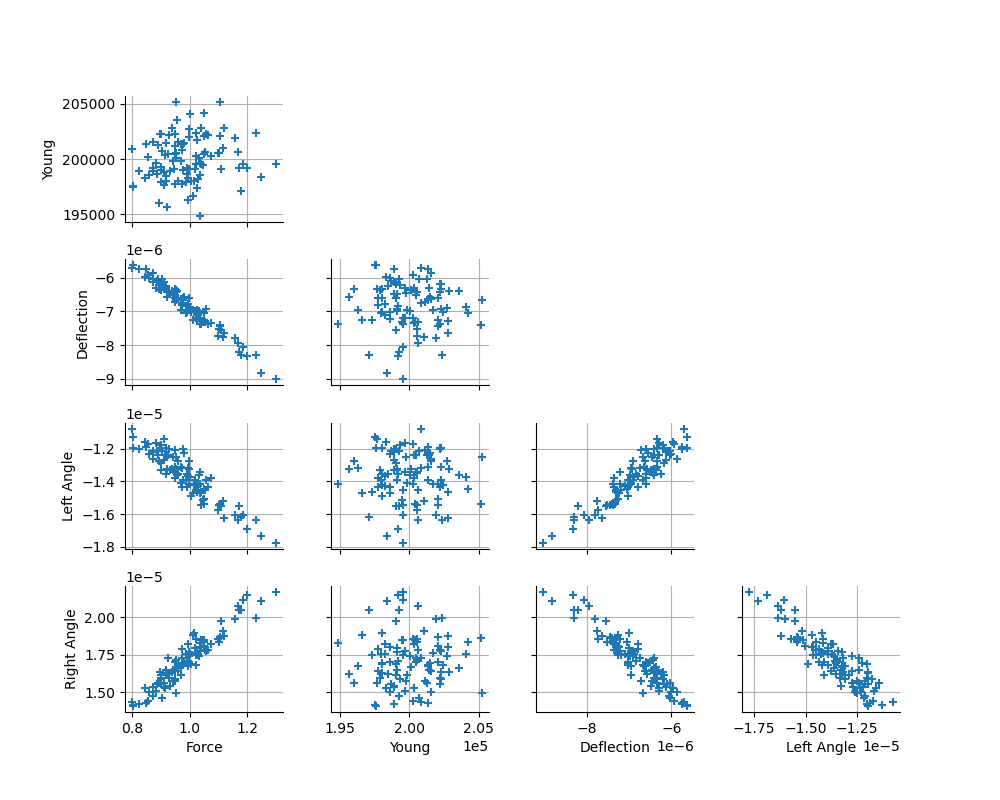 205000
200000
195000
Young
1e−6
−6
−7
−8
−9
Deflection
1e−5
−1.2
−1.4
−1.6
−1.8
Left Angle
1e−5
2.00
1.75
1.50
Right Angle
0.8 1.0 1.2
Force
1.95 2.00 2.05
Young 1e5
−8 −6
Deflection 1e−6
−1.75 −1.50 −1.25
Left Angle 1e−5